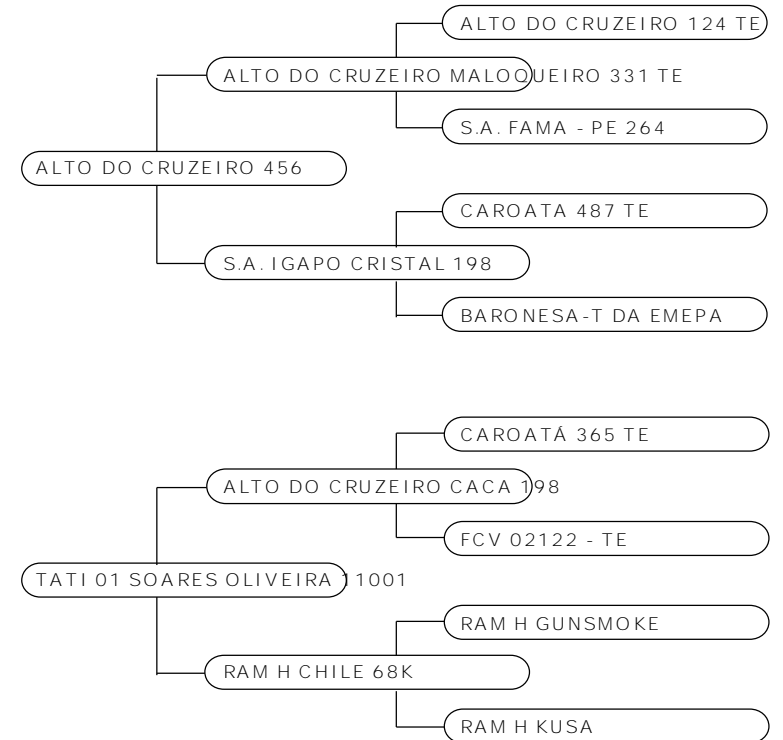 ALTO DO CRUZEIRO 124 TE
ALTO DO CRUZEIRO MALOQUEIRO 331 TE
S.A. FAMA - PE 264
ALTO DO CRUZEIRO 456
CAROATA 487 TE
S.A. IGAPO CRISTAL 198
BARONESA-T DA EMEPA
CAROATÁ 365 TE
ALTO DO CRUZEIRO CACA 198
FCV 02122 - TE
TATI 01 SOARES OLIVEIRA 11001
RAM H GUNSMOKE
RAM H CHILE 68K
RAM H KUSA